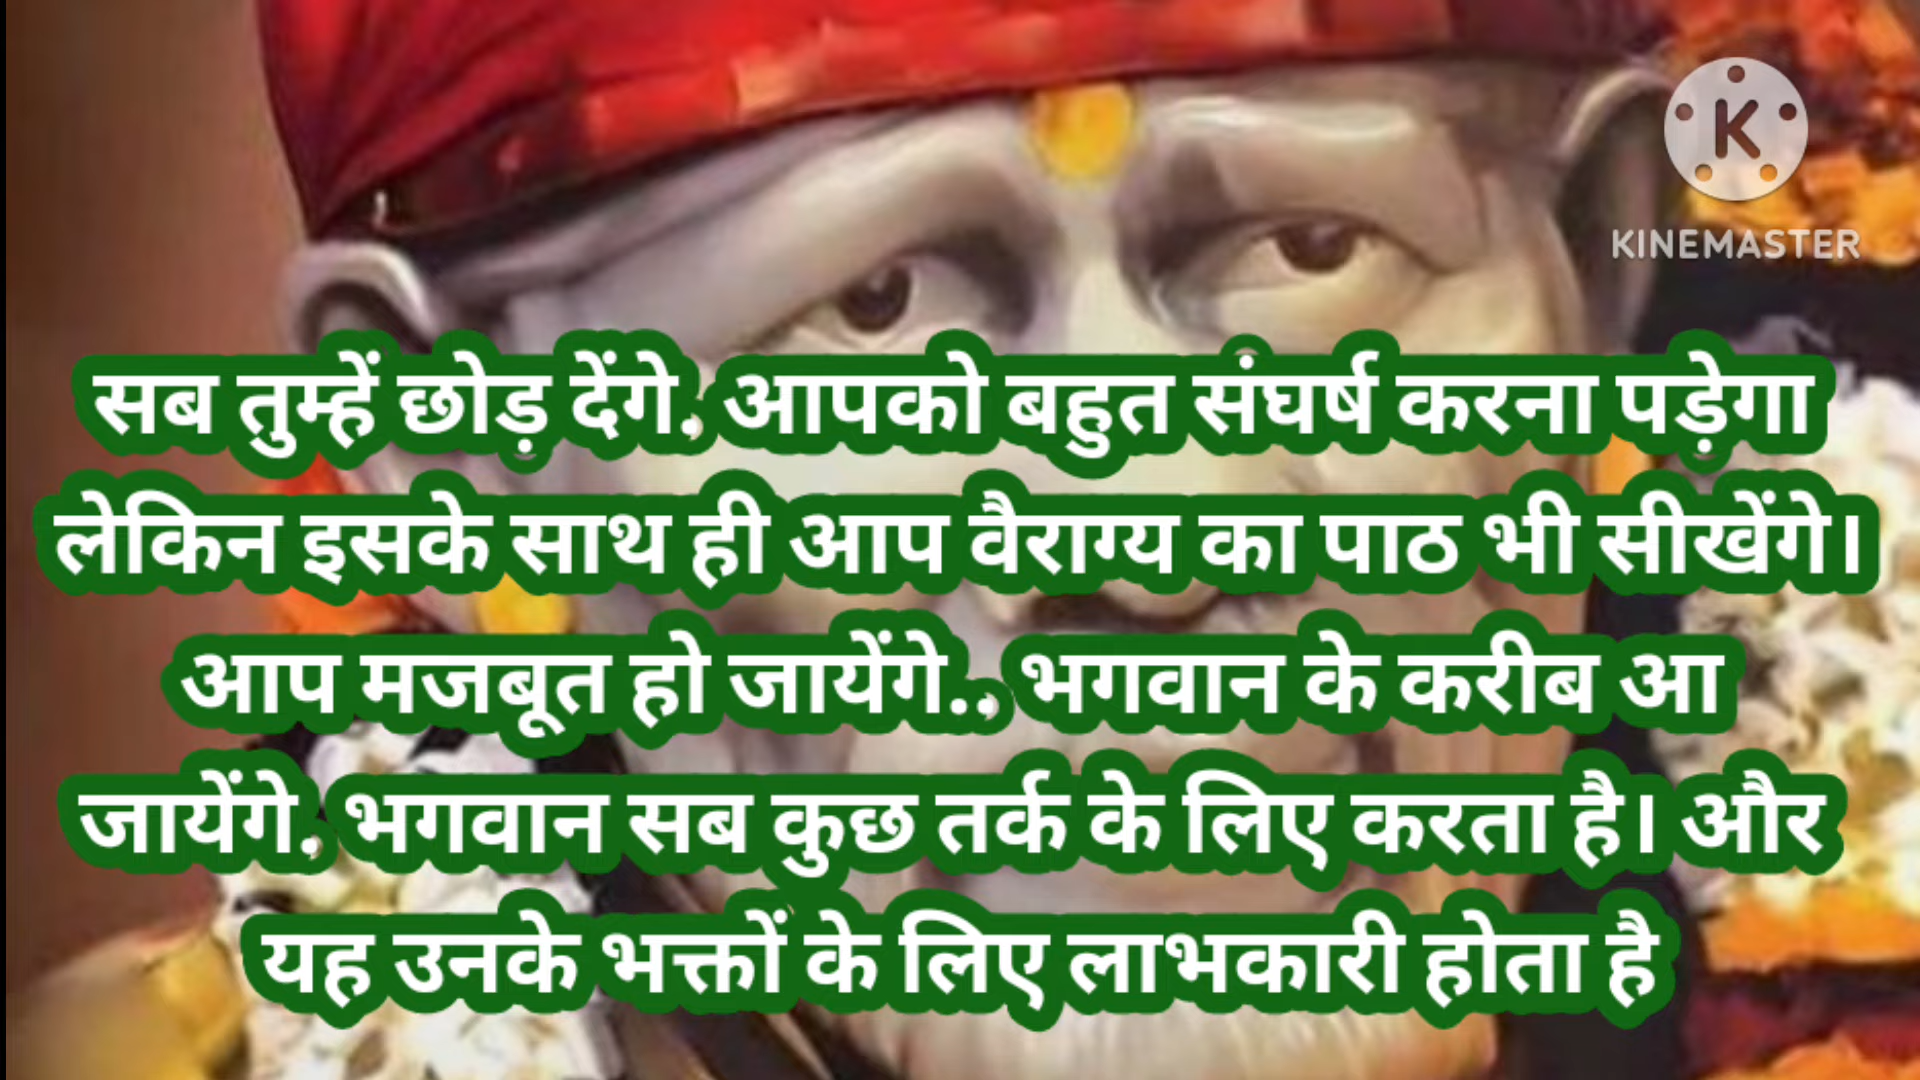 K
KINEMASTER
सब तुम्हें छोड़ देंगे. आपको बहुत संघर्ष करना पड़ेगा
लेकिन इसके साथ ही आप वैराग्य का पाठ भी सीखेंगे।
आप मजबूत हो जायेंगे.. भगवान के करीब आ
जायेंगे. भगवान सब कुछ तर्क के लिए करता है। और
यह उनके भक्तों के लिए लाभकारी होता है